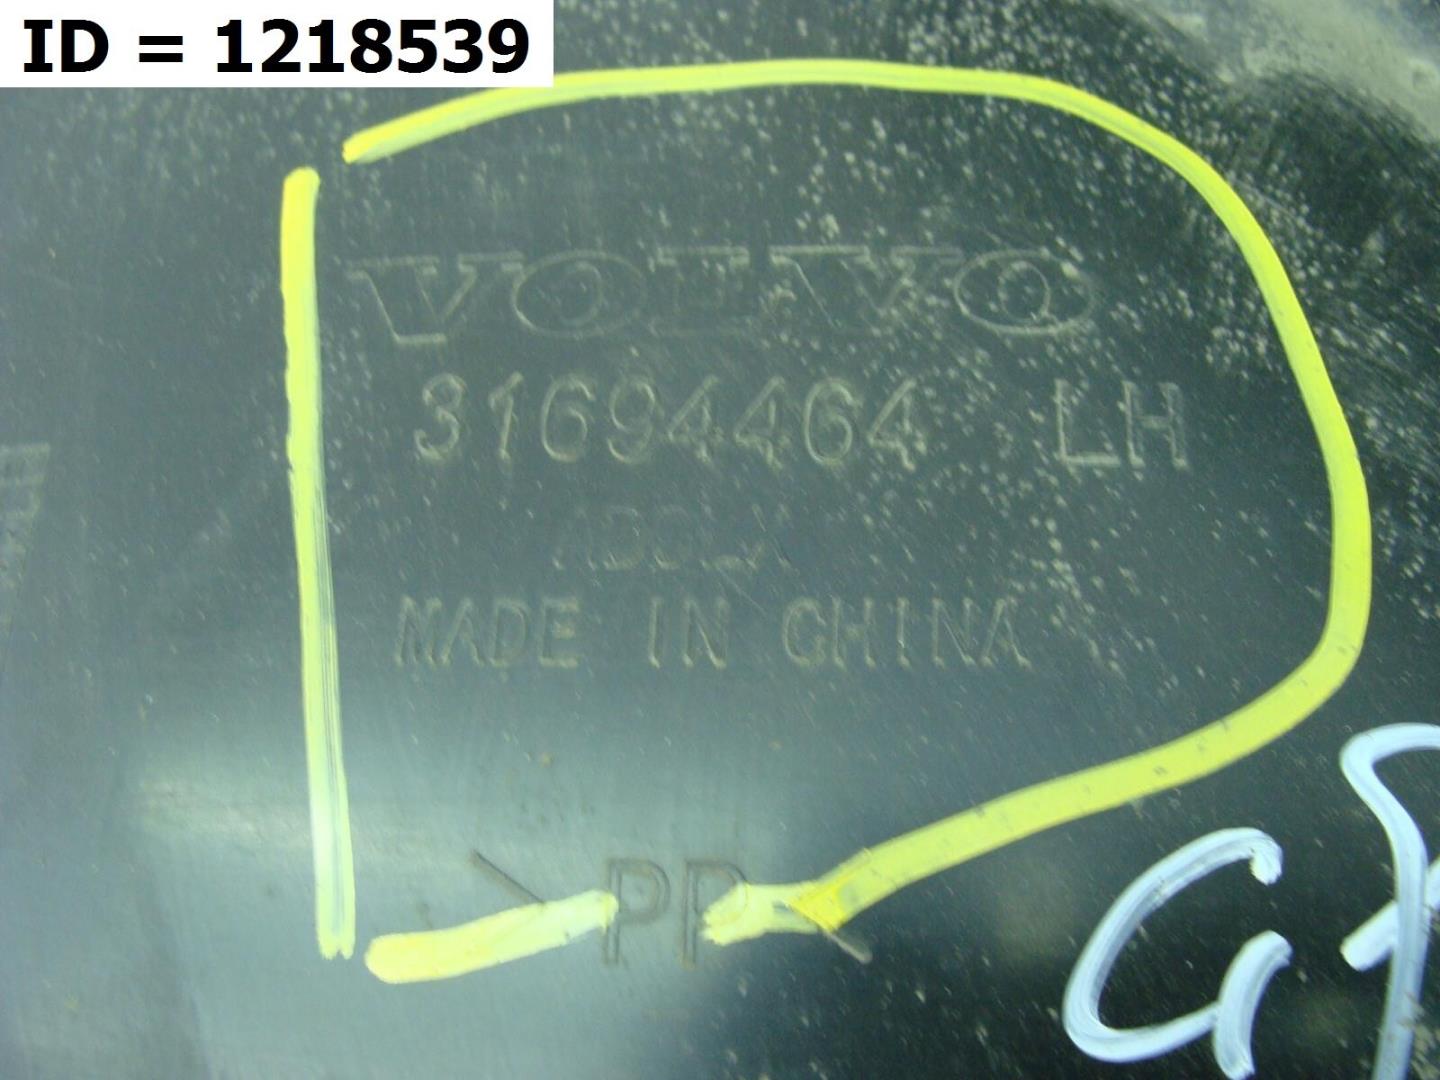 ID = 1218539
VOLVO
31694464 LH
MADE IN CHINA
>PP<